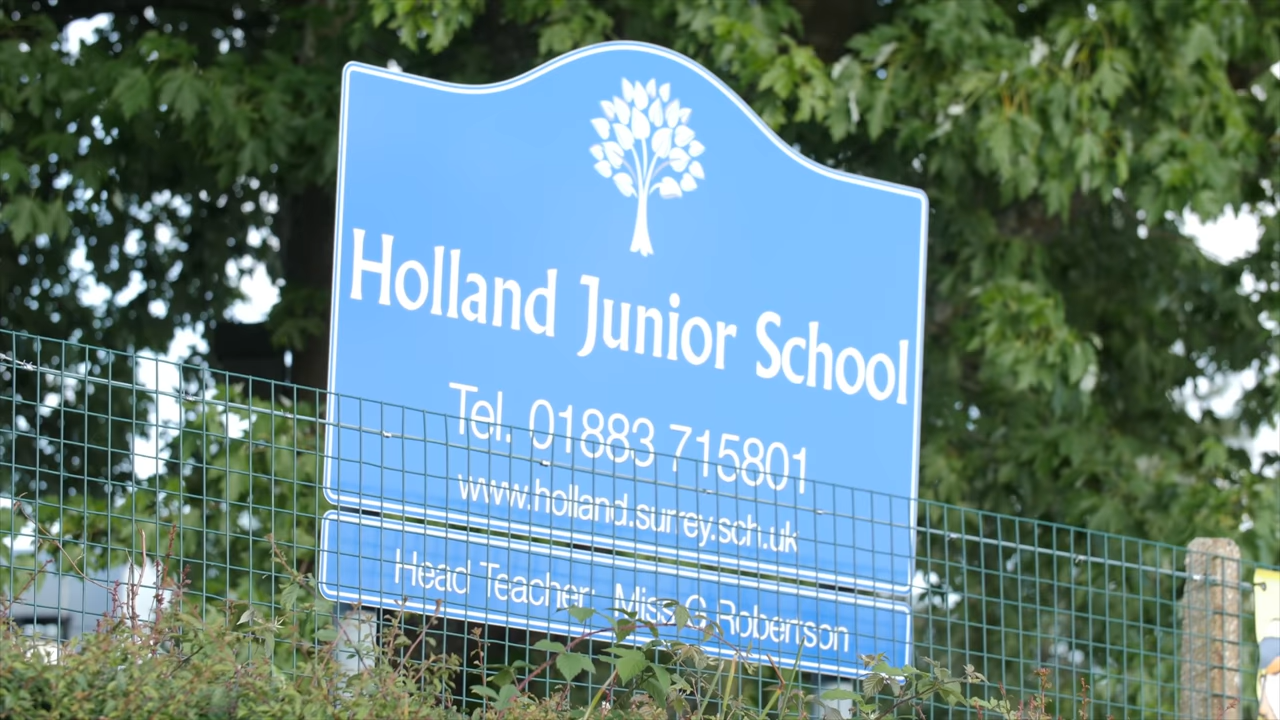 Holland Junior School
Tel. 01883 715801
www.holland.surrey.sch.uk
Head Teacher: Miss G Robertson